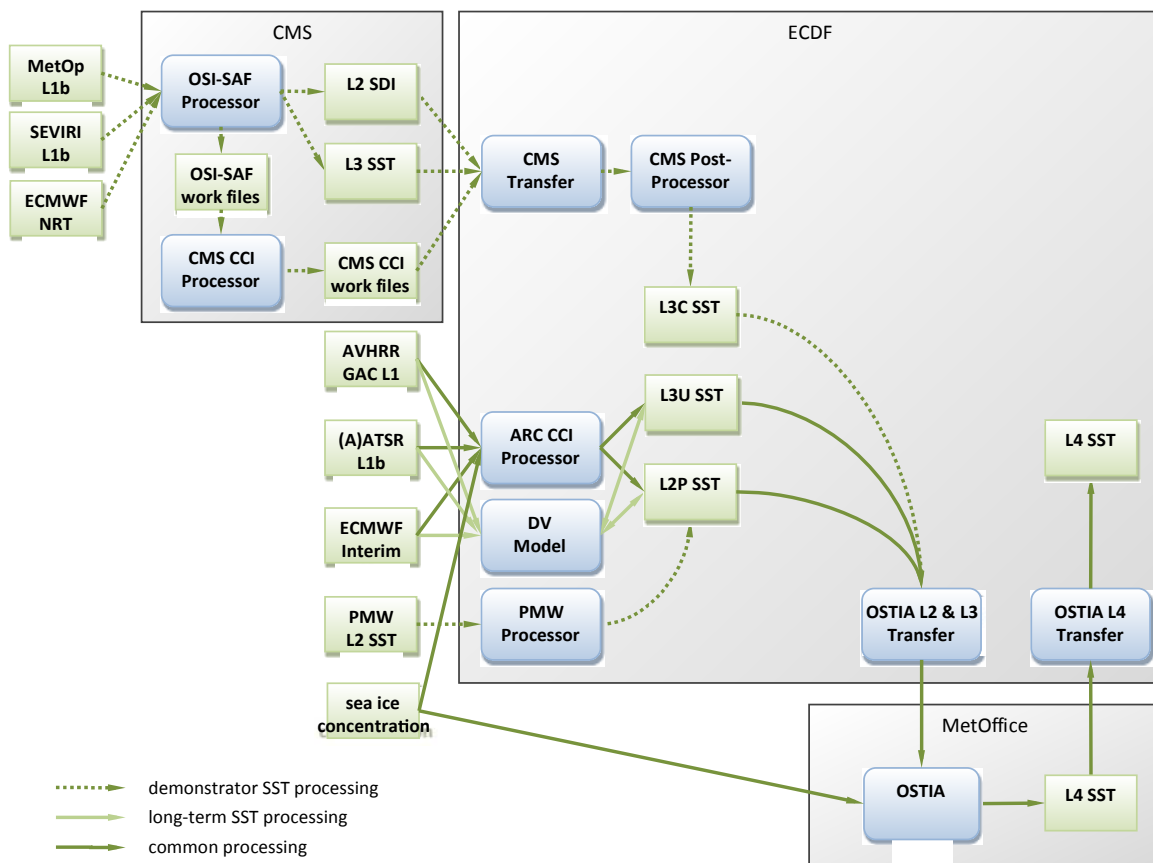 CMS
ECDF
MetOp
L1b
SEVIRI
L1b
ECMWF
NRT
OSI-SAF
Processor
L2 SDI
L3 SST
OSI-SAF
work files
CMS CCI
Processor
CMS CCI
work files
CMS
Transfer
CMS Post-
Processor
L3C SST
AVHRR
GAC L1
(A)ATSR
L1b
ECMWF
Interim
PMW
L2 SST
sea ice
concentration
ARC CCI
Processor
DV
Model
PMW
Processor
L3U SST
L2P SST
L4 SST
OSTIA L2 & L3
Transfer
OSTIA L4
Transfer
MetOffice
OSTIA
L4 SST
demonstrator SST processing
long-term SST processing
common processing